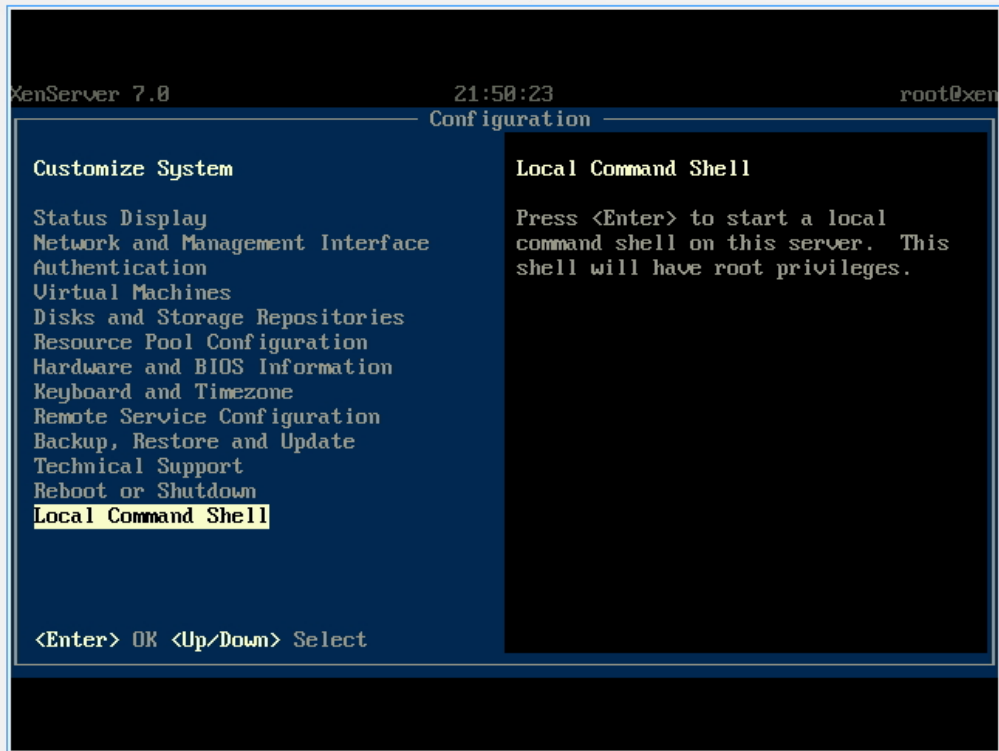 XenServer 7.0 21:50:23 root@xen
Configuration
Customize System
Status Display
Network and Management Interface
Authentication
Virtual Machines
Disks and Storage Repositories
Resource Pool Configuration
Hardware and BIOS Information
Keyboard and Timezone
Remote Service Configuration
Backup, Restore and Update
Technical Support
Reboot or Shutdown
Local Command Shell
<Enter> OK <Up/Down> Select
Local Command Shell
Press <Enter> to start a local
command shell on this server.  This
shell will have root privileges.